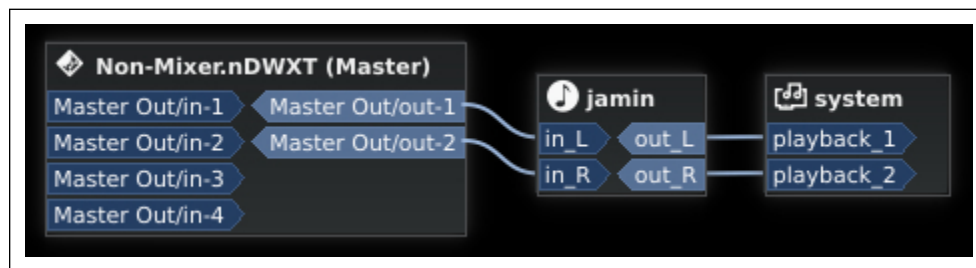 Non-Mixer.nDWXT (Master)
Master Out/in-1
Master Out/out-1
Master Out/in-2
Master Out/out-2
Master Out/in-3
Master Out/in-4
jamin
in_L
out_L
in_R
out_R
system
playback_1
playback_2